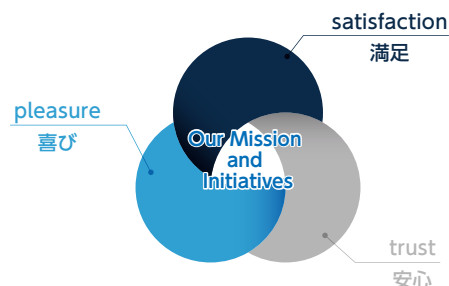 satisfaction
満足
pleasure
喜び
Our Mission
and
Initiatives
trust
安心